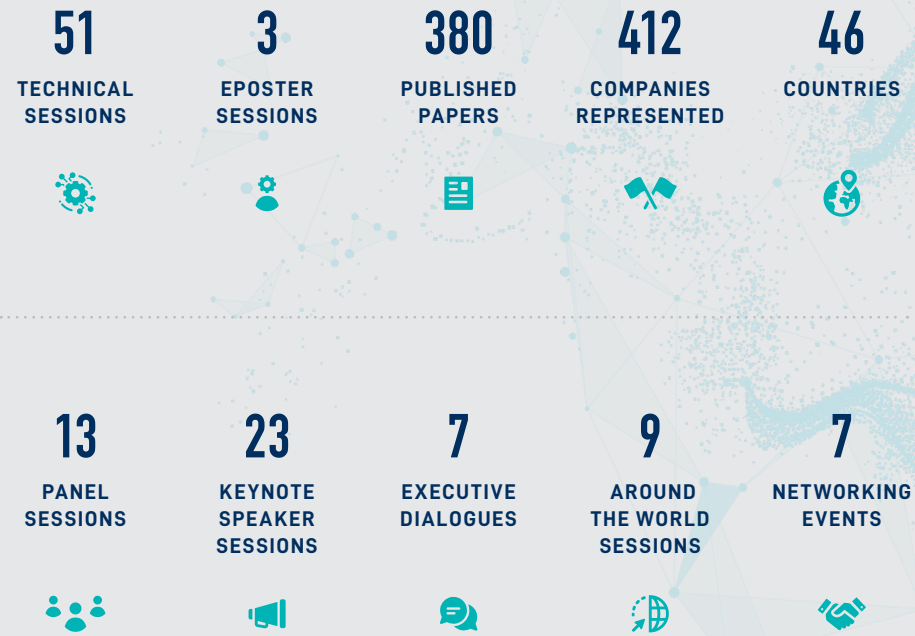 51
TECHNICAL
SESSIONS
3
EPOSTER
SESSIONS
380
PUBLISHED
PAPERS
412
COMPANIES
REPRESENTED
46
COUNTRIES
13
PANEL
SESSIONS
23
KEYNOTE
SPEAKER
SESSIONS
7
EXECUTIVE
DIALOGUES
9
AROUND
THE WORLD
SESSIONS
7
NETWORKING
EVENTS